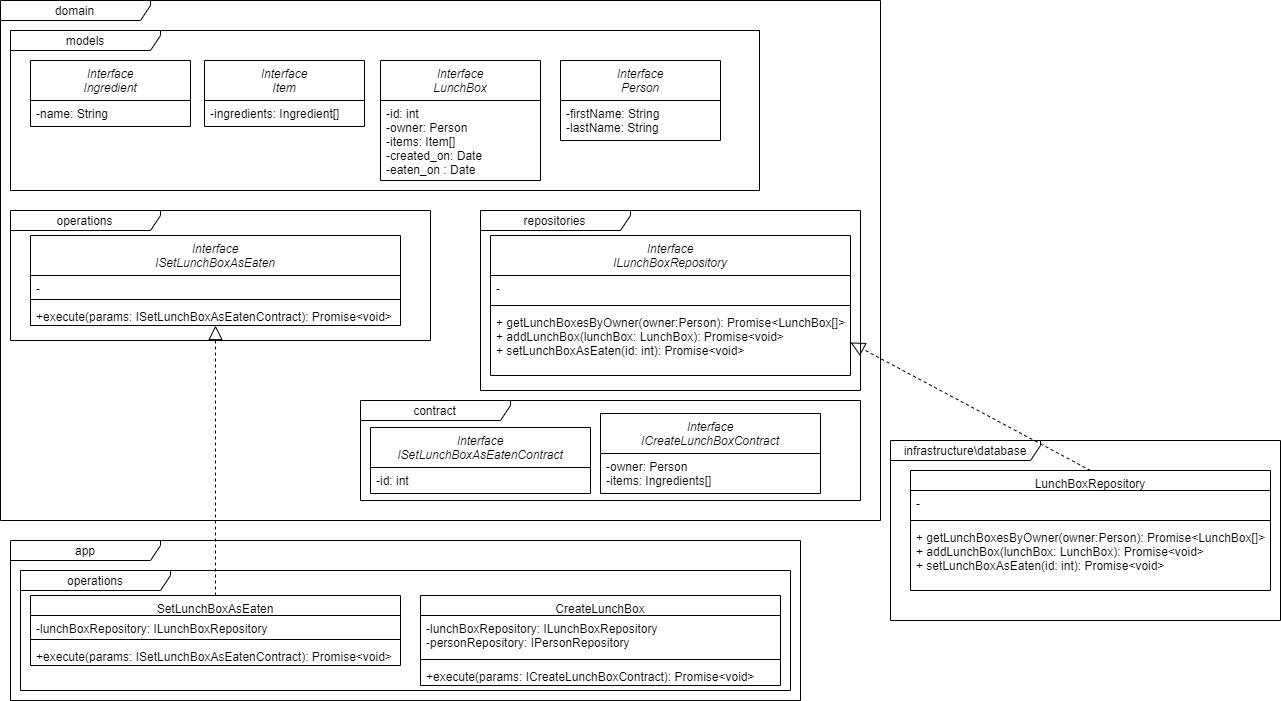 domain
models
Interface
Ingredient
-name: String
Interface
Item
-ingredients: Ingredient[]
Interface
LunchBox
-id: int
-owner: Person
-items: Item[]
-created_on: Date
-eaten_on : Date
Interface
Person
-firstName: String
-lastName: String
operations
Interface
ISetLunchBoxAsEaten
-
+execute(params: ISetLunchBoxAsEatenContract): Promise<void>
repositories
Interface
ILunchBoxRepository
-
+ getLunchBoxesByOwner(owner:Person): Promise<LunchBox[]>
+ addLunchBox(lunchBox: LunchBox): Promise<void>
+ setLunchBoxAsEaten(id: int): Promise<void>
contract
Interface
ISetLunchBoxAsEatenContract
-id: int
Interface
ICreateLunchBoxContract
-owner: Person
-items: Ingredients[]
infrastructure\database
LunchBoxRepository
-
+ getLunchBoxesByOwner(owner:Person): Promise<LunchBox[]>
+ addLunchBox(lunchBox: LunchBox): Promise<void>
+ setLunchBoxAsEaten(id: int): Promise<void>
app
operations
SetLunchBoxAsEaten
-lunchBoxRepository: ILunchBoxRepository
+execute(params: ISetLunchBoxAsEatenContract): Promise<void>
CreateLunchBox
-lunchBoxRepository: ILunchBoxRepository
-personRepository: IPersonRepository
+execute(params: ICreateLunchBoxContract): Promise<void>